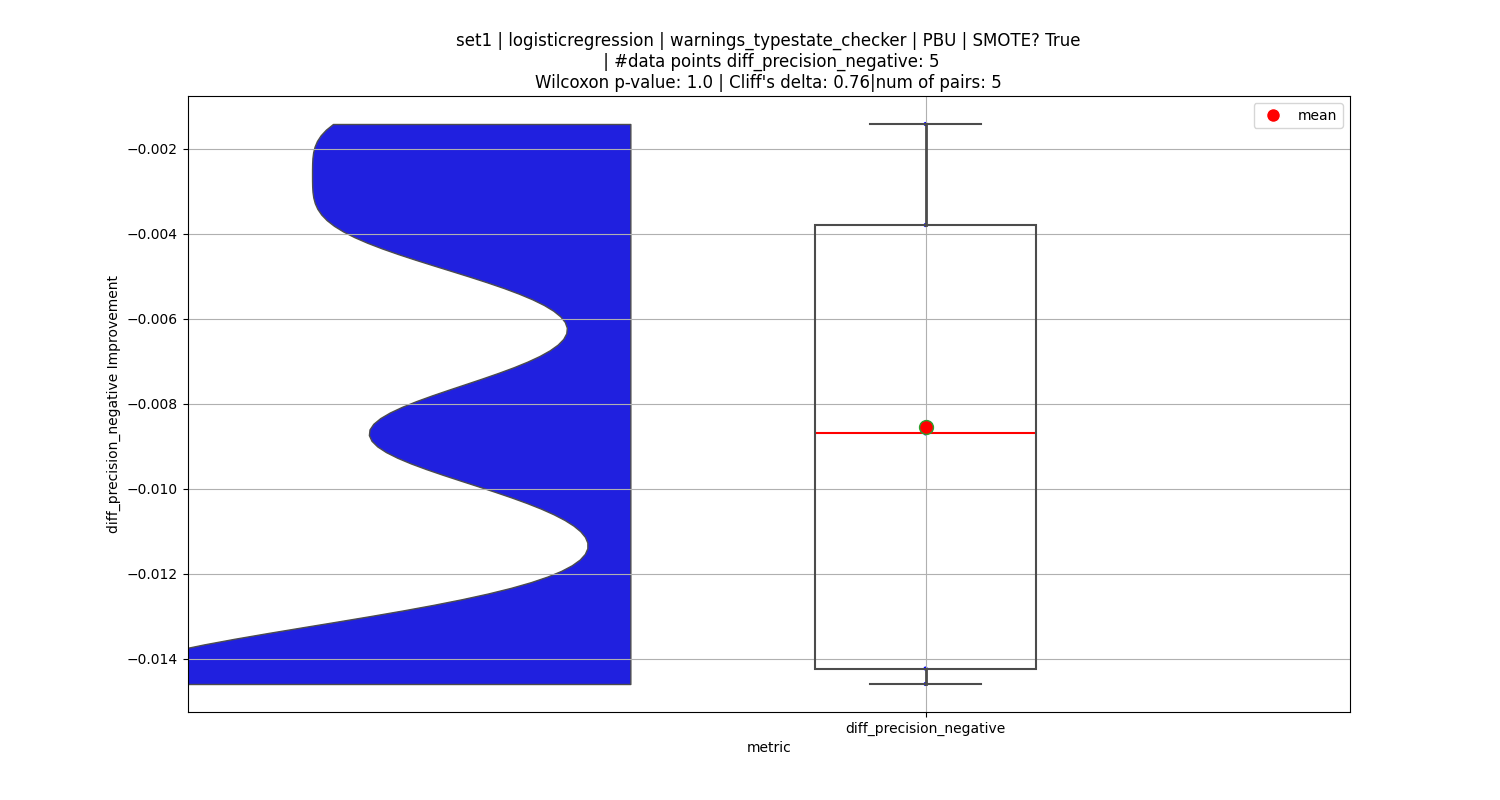 set1 | logisticregression | warnings_typestate_checker | PBU | SMOTE? True
| #data points diff_precision_negative: 5
Wilcoxon p-value: 1.0 | Cliff's delta: 0.76|num of pairs: 5
mean
−0.002
−0.004
−0.006
−0.008
−0.010
−0.012
−0.014
diff_precision_negative Improvement
diff_precision_negative
metric